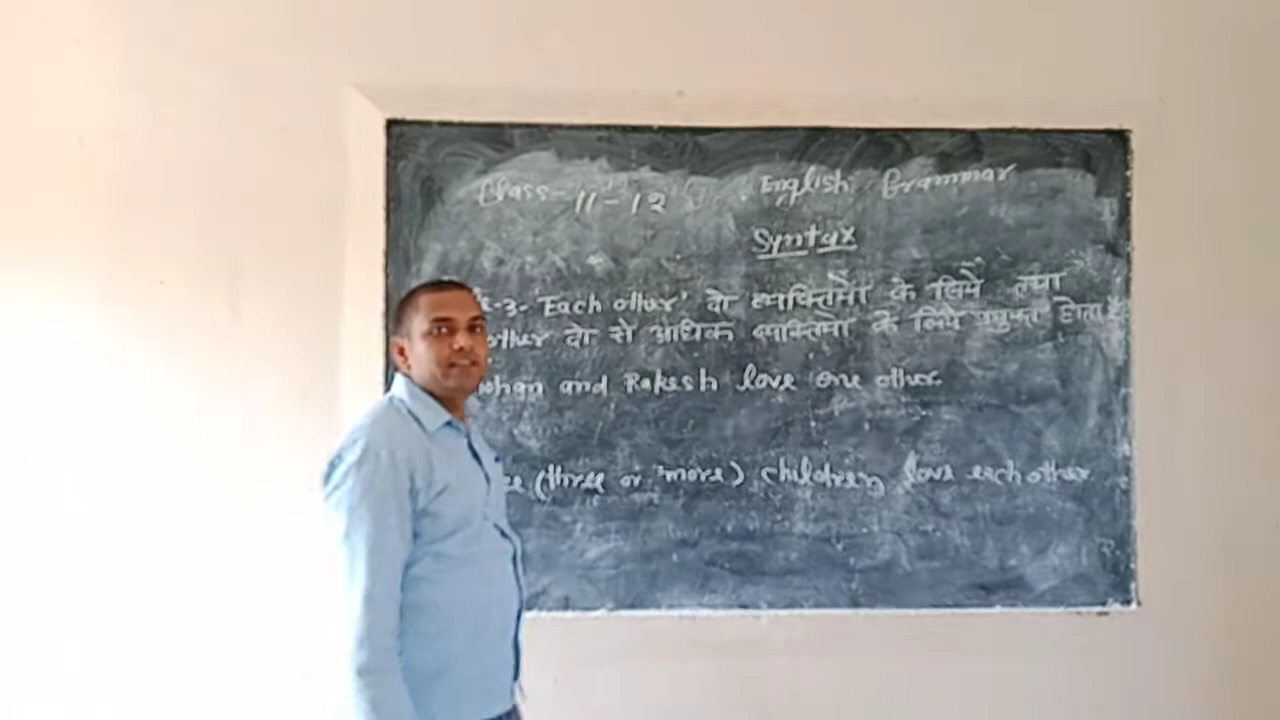 Class-11-12 English Grammar
Syntax
-3- 'Each other' दो व्यक्तियों के लिये तथा
other दो से अधिक व्यक्तियों के लिये प्रयुक्त होता है
and Rakesh love one other.
(three or more) children love each other